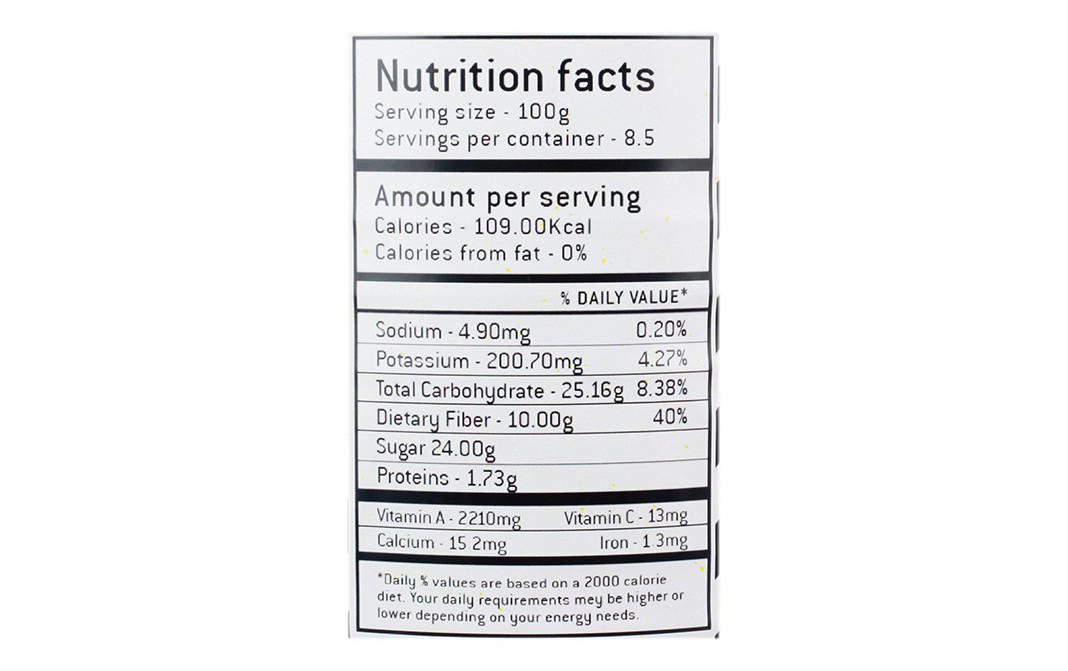 Nutrition facts
Serving size - 100g
Servings per container - 8.5
Amount per serving
Calories - 109.00Kcal
Calories from fat - 0%
% DAILY VALUE*
Sodium - 4.90mg 0.20%
Potassium - 200.70mg 4.27%
Total Carbohydrate - 25.16g 8.38%
Dietary Fiber - 10.00g 40%
Sugar 24.00g
Proteins - 1.73g
Vitamin A - 2210mg Vitamin C - 13mg
Calcium - 15.2mg Iron - 1.3mg
*Daily % values are based on a 2000 calorie
diet. Your daily requirements mey be higher or
lower depending on your energy needs.